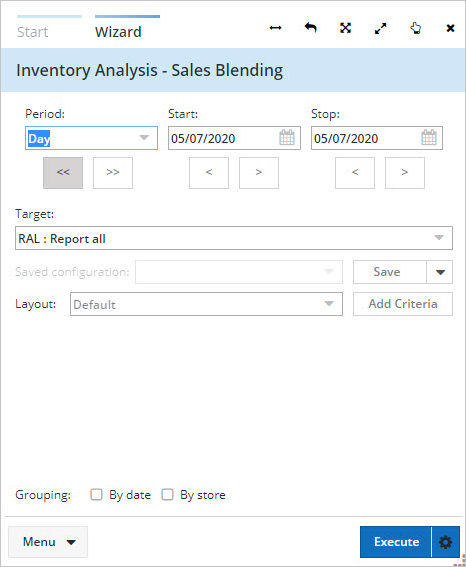 Start Wizard
Inventory Analysis - Sales Blending
Period: Start: Stop:
Day 05/07/2020 05/07/2020
<< >> < > < >
Target:
RAL : Report all
Saved configuration: Save
Layout: Default Add Criteria
Grouping: By date By store
Menu Execute